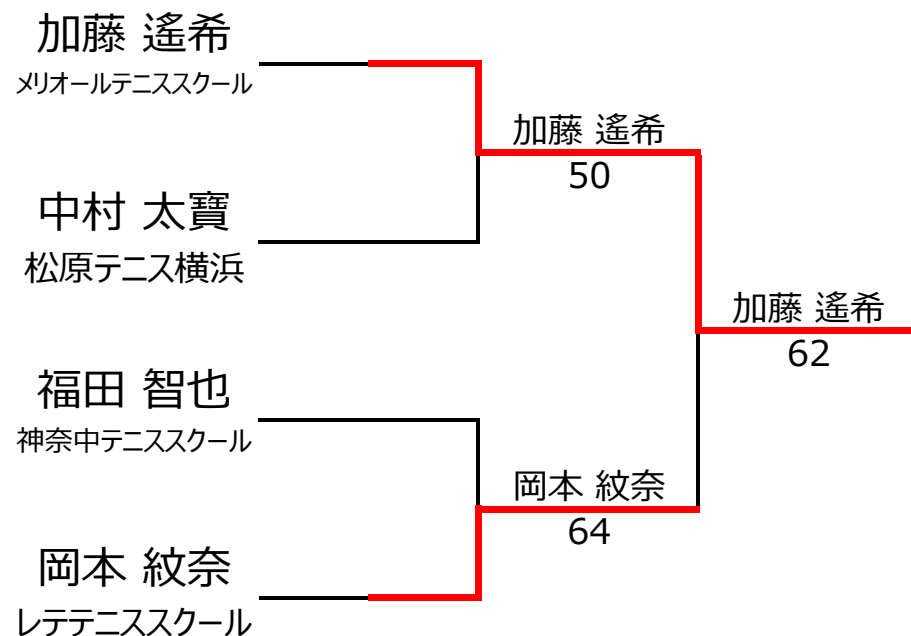 加藤 遙希
メリオールテニススクール
加藤 遙希
50
中村 太寶
松原テニス横浜
加藤 遙希
62
福田 智也
神奈中テニススクール
岡本 紋奈
64
岡本 紋奈
レテテニススクール